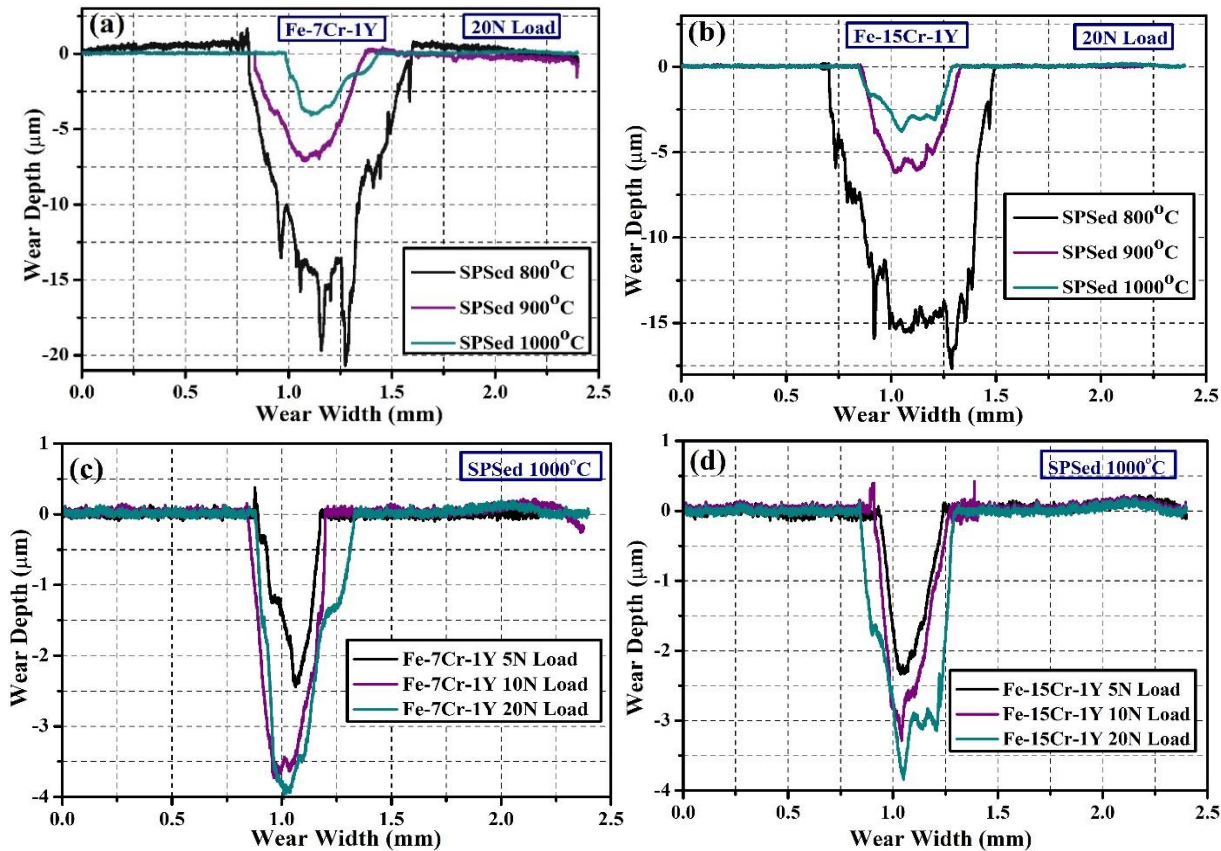 (a)
Fe-7Cr-1Y
20N Load
0
-5
-10
-15
-20
Wear Depth (μm)
SPSed 800⁰C
SPSed 900⁰C
SPSed 1000⁰C
0.0 0.5 1.0 1.5 2.0 2.5
Wear Width (mm)
(b)
Fe-15Cr-1Y
20N Load
0
-5
-10
-15
Wear Depth (μm)
SPSed 800⁰C
SPSed 900⁰C
SPSed 1000⁰C
0.0 0.5 1.0 1.5 2.0 2.5
Wear Width (mm)
(c)
SPSed 1000°C
1
0
-1
-2
-3
-4
Wear Depth (μm)
Fe-7Cr-1Y 5N Load
Fe-7Cr-1Y 10N Load
Fe-7Cr-1Y 20N Load
0.0 0.5 1.0 1.5 2.0 2.5
Wear Width (mm)
(d)
SPSed 1000°C
1
0
-1
-2
-3
-4
Wear Depth (μm)
Fe-15Cr-1Y 5N Load
Fe-15Cr-1Y 10N Load
Fe-15Cr-1Y 20N Load
0.0 0.5 1.0 1.5 2.0 2.5
Wear Width (mm)